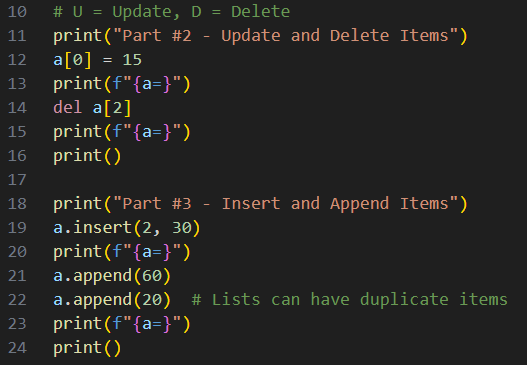 10 # U = Update, D = Delete
11 print("Part #2 - Update and Delete Items")
12 a[0] = 15
13 print(f"{a=}")
14 del a[2]
15 print(f"{a=}")
16 print()
17
18 print("Part #3 - Insert and Append Items")
19 a.insert(2, 30)
20 print(f"{a=}")
21 a.append(60)
22 a.append(20)  # Lists can have duplicate items
23 print(f"{a=}")
24 print()